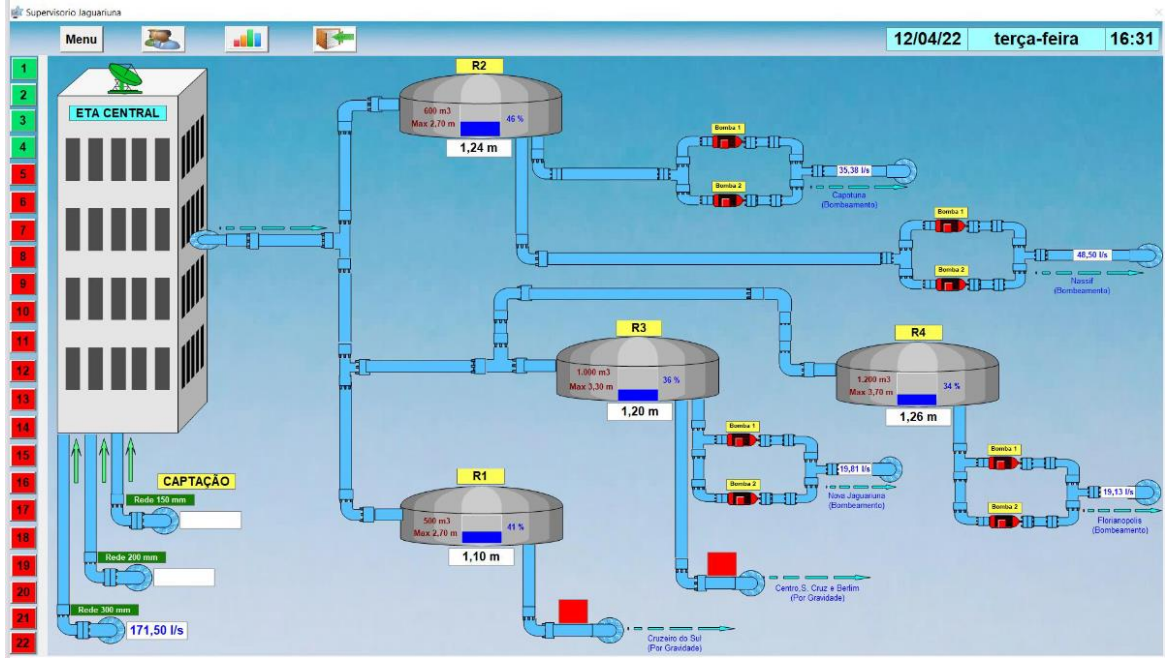 Supervisorio Jaguariuna
Menu
12/04/22 terça-feira 16:31
1
2
3
4
5
6
7
8
9
10
11
12
13
14
15
16
17
18
19
20
21
22
ETA CENTRAL
R2
600 m3
Max 2,70 m
46 %
1,24 m
Bomba 1
Bomba 2
35,38 l/s
Capotuna
(Bombeamento)
Bomba 1
Bomba 2
48,50 l/s
Nassif
(Bombeamento)
R3
1.000 m3
Max 3,30 m
36 %
1,20 m
Bomba 1
Bomba 2
19,81 l/s
Nova Jaguariuna
(Bombeamento)
Centro,S. Cruz e Berlim
(Por Gravidade)
R4
1.200 m3
Max 3,70 m
34 %
1,26 m
Bomba 1
Bomba 2
19,13 l/s
Florianopolis
(Bombeamento)
R1
500 m3
Max 2,70 m
41 %
1,10 m
Cruzeiro do Sul
(Por Gravidade)
CAPTAÇÃO
Rede 150 mm
Rede 200 mm
Rede 300 mm
171,50 l/s